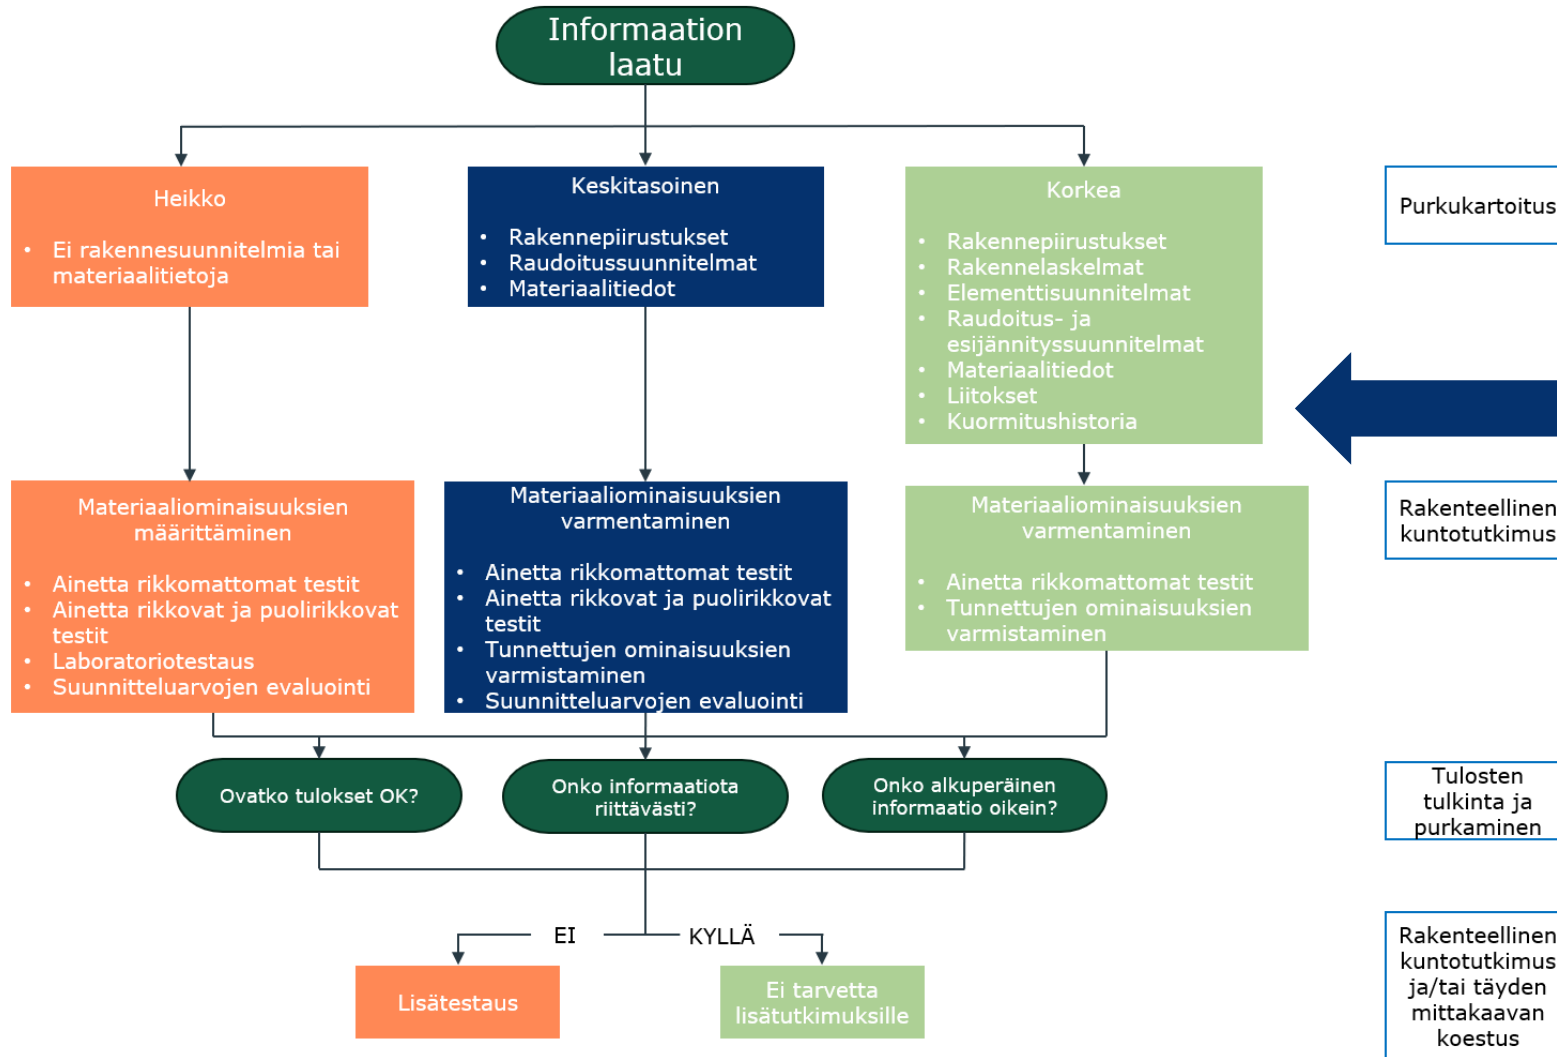 Informaation
laatu
Heikko
• Ei rakennesuunnitelmia tai
materiaalitietoja
Keskitasoinen
• Rakennepiirustukset
• Raudoitussuunnitelmat
• Materiaalitiedot
Korkea
• Rakennepiirustukset
• Rakennelaskelmat
• Elementtisuunnitelmat
• Raudoitus- ja
esijännityssuunnitelmat
• Materiaalitiedot
• Liitokset
• Kuormitushistoria
Purkukartoitus
Materiaaliominaisuuksien
määrittäminen
• Ainetta rikkomattomat testit
• Ainetta rikkovat ja puolirikkovat
testit
• Laboratoriotestaus
• Suunnitteluarvojen evaluointi
Materiaaliominaisuuksien
varmentaminen
• Ainetta rikkomattomat testit
• Ainetta rikkovat ja puolirikkovat
testit
• Tunnettujen ominaisuuksien
varmistaminen
• Suunnitteluarvojen evaluointi
Materiaaliominaisuuksien
varmentaminen
• Ainetta rikkomattomat testit
• Tunnettujen ominaisuuksien
varmistaminen
Rakenteellinen
kuntotutkimus
Ovatko tulokset OK?
Onko informaatiota
riittävästi?
Onko alkuperäinen
informaatio oikein?
Tulosten
tulkinta ja
purkaminen
EI
KYLLÄ
Lisätestaus
Ei tarvetta
lisätutkimuksille
Rakenteellinen
kuntotutkimus
ja/tai täyden
mittakaavan
koestus